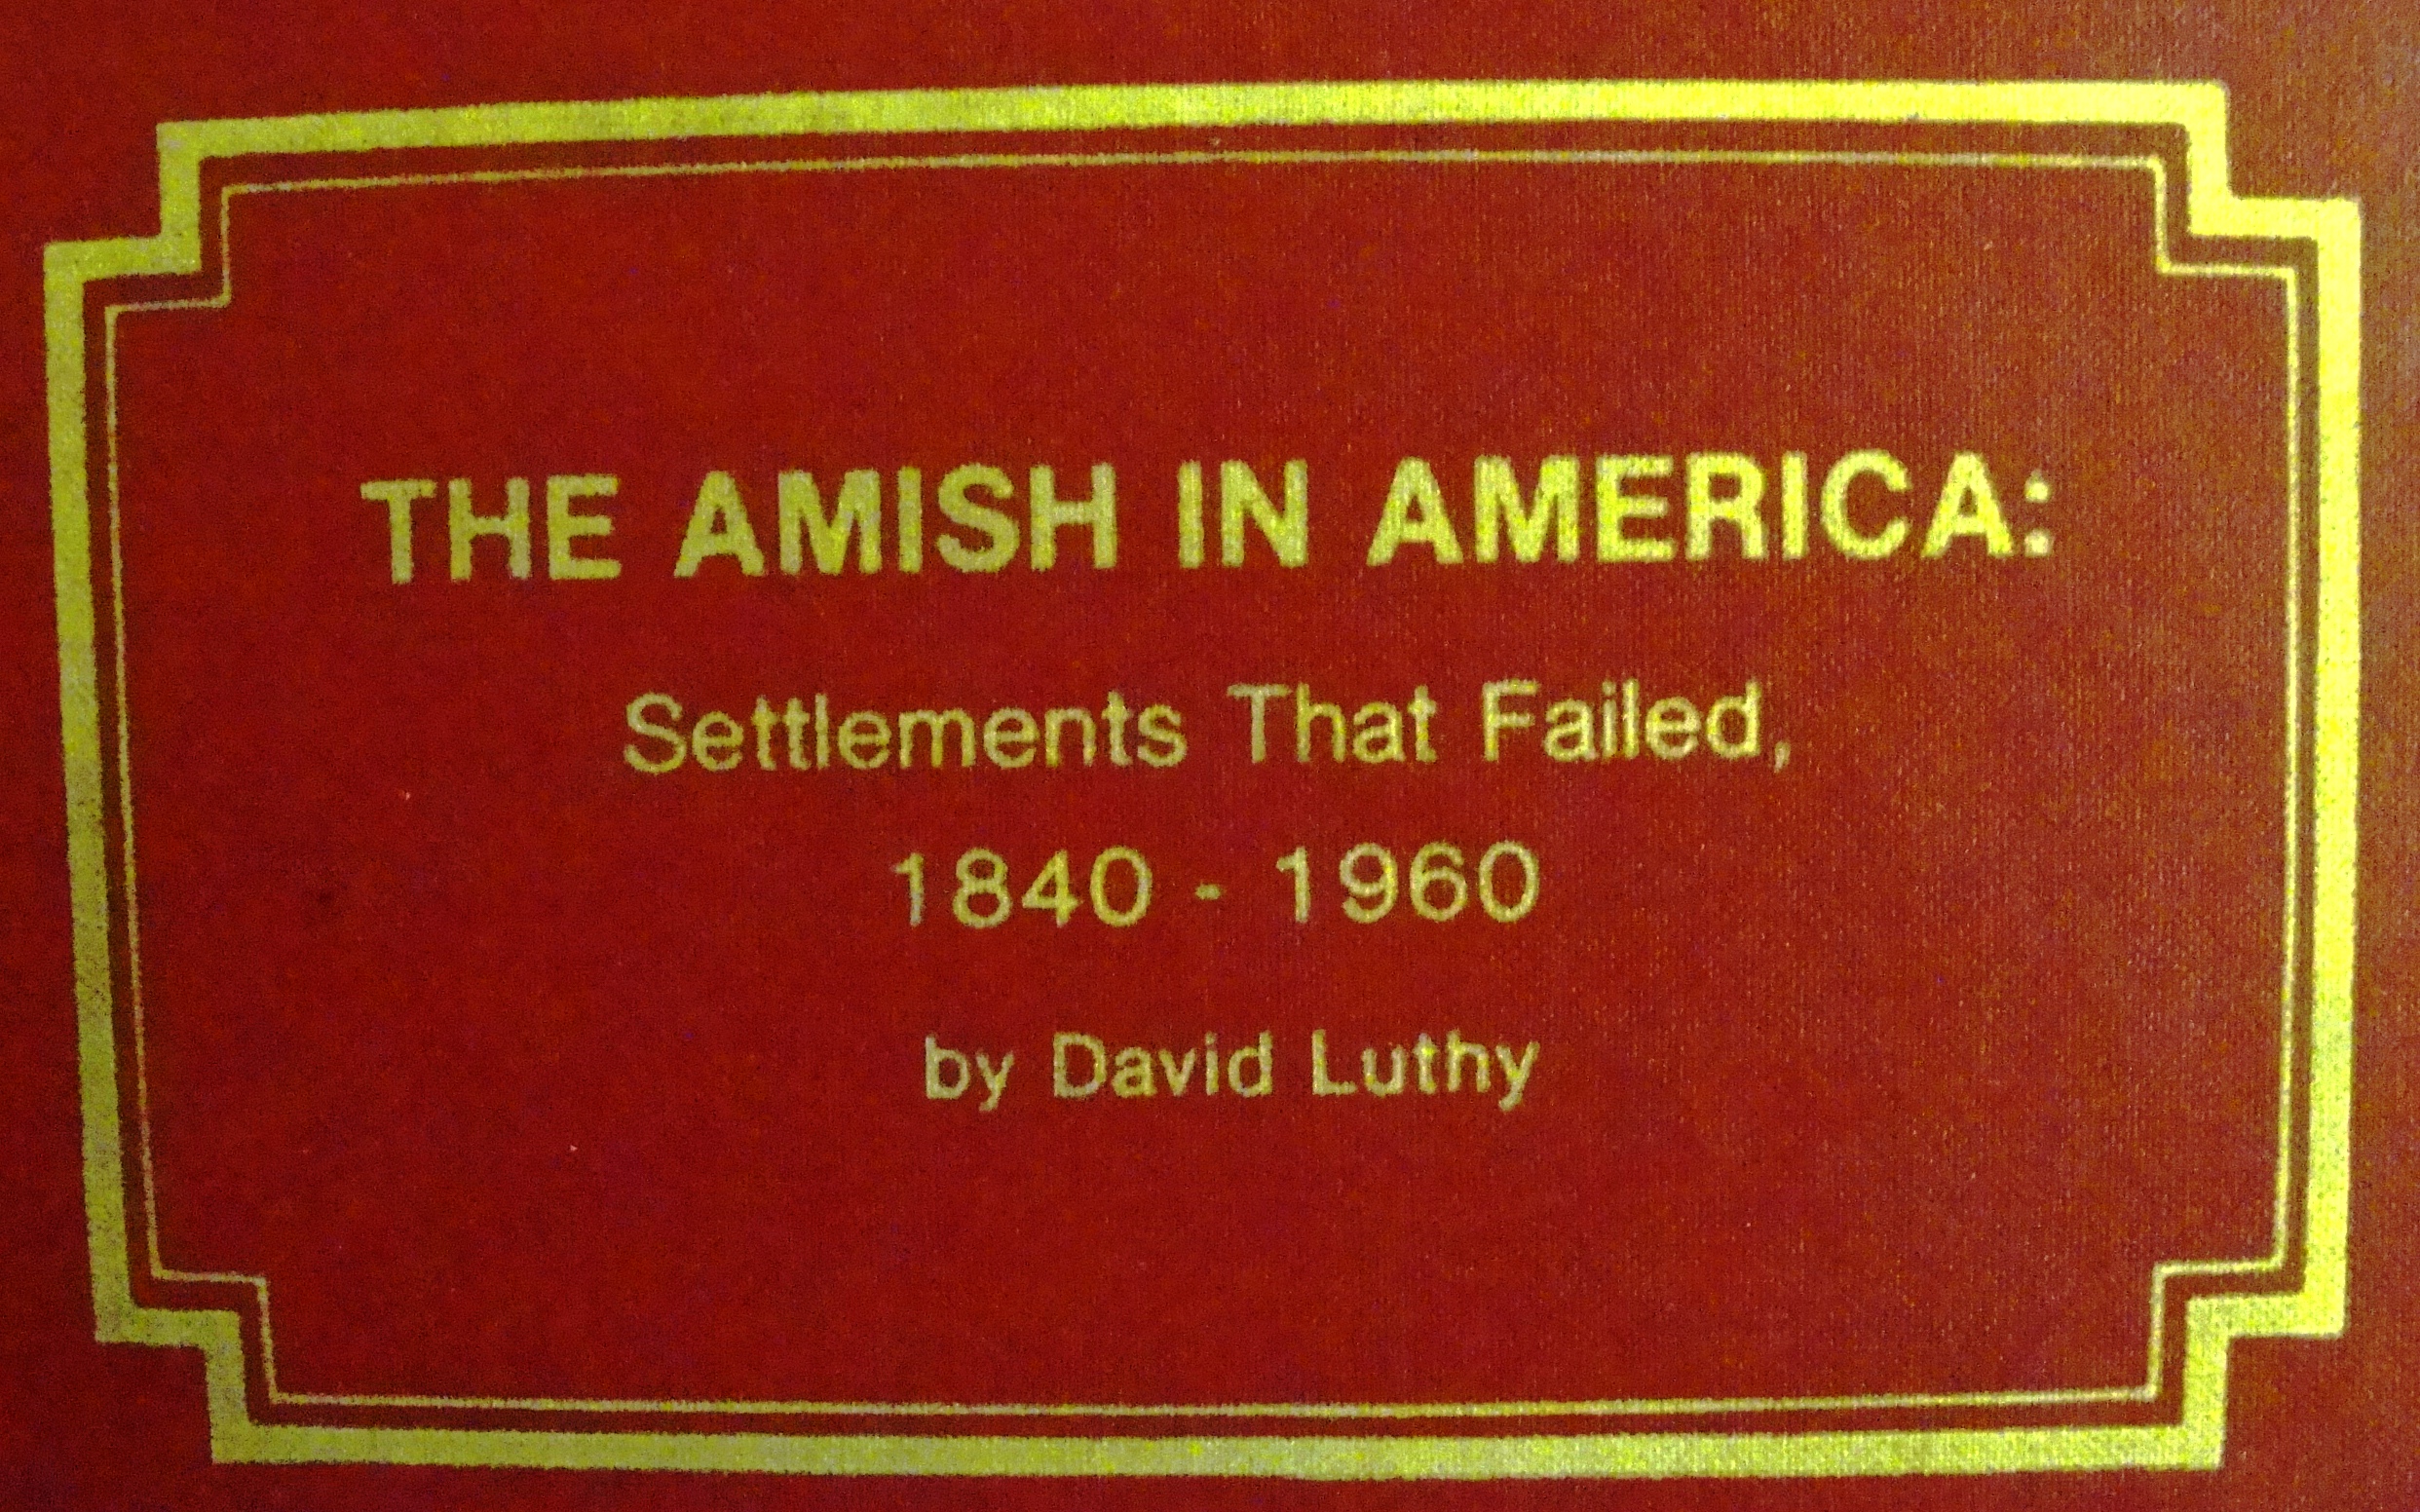 THE AMISH IN AMERICA:
Settlements That Failed,
1840 - 1960
by David Luthy